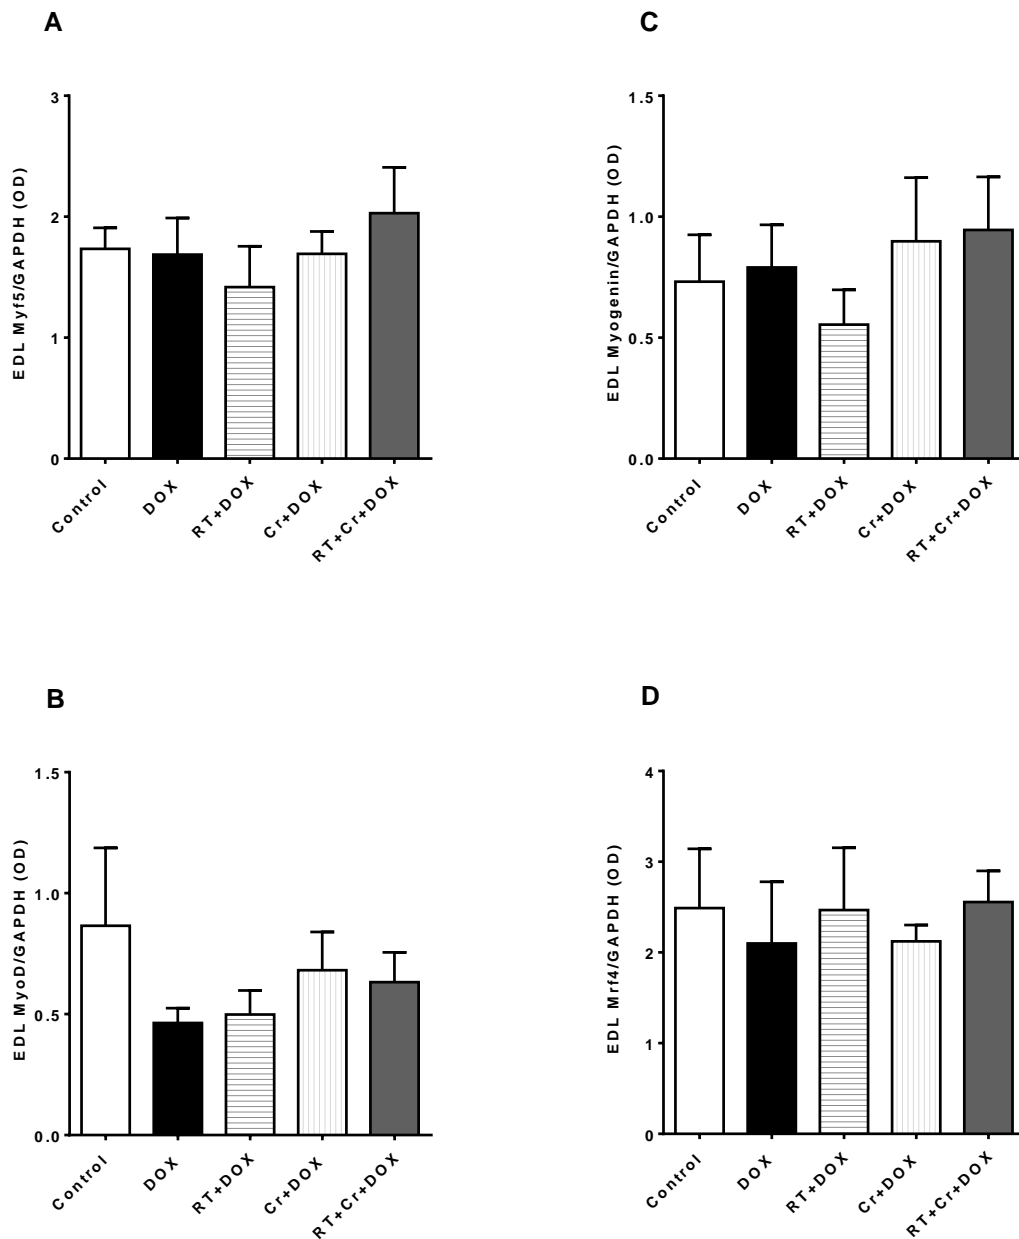 A
EDL Myf5/GAPDH (OD)
3
2
1
0
Control
DOX
RT+DOX
Cr+DOX
RT+Cr+DOX
C
EDL Myogenin/GAPDH (OD)
1.5
1.0
0.5
0.0
Control
DOX
RT+DOX
Cr+DOX
RT+Cr+DOX
B
EDL MyoD/GAPDH (OD)
1.5
1.0
0.5
0.0
Control
DOX
RT+DOX
Cr+DOX
RT+Cr+DOX
D
EDL Mrf4/GAPDH (OD)
4
3
2
1
0
Control
DOX
RT+DOX
Cr+DOX
RT+Cr+DOX